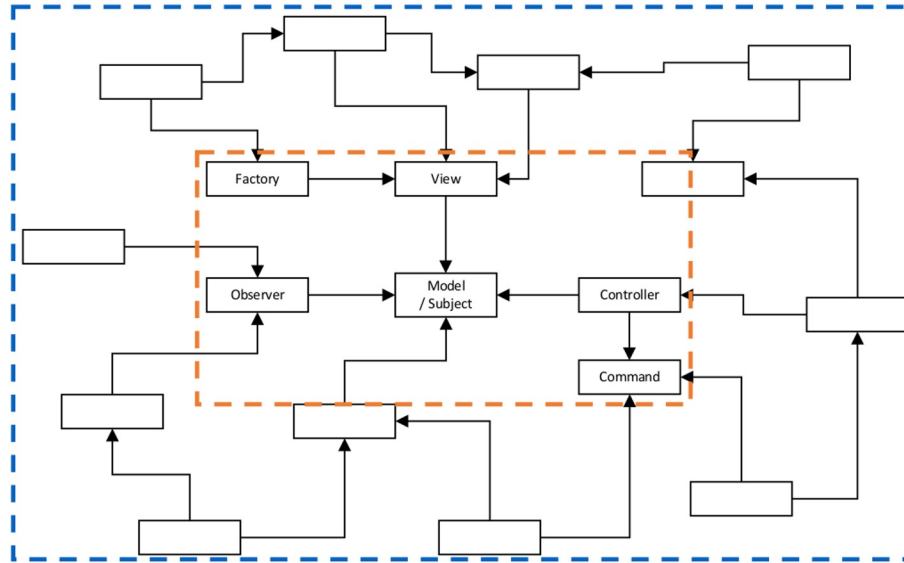 Factory
View
Observer
Model
/ Subject
Controller
Command